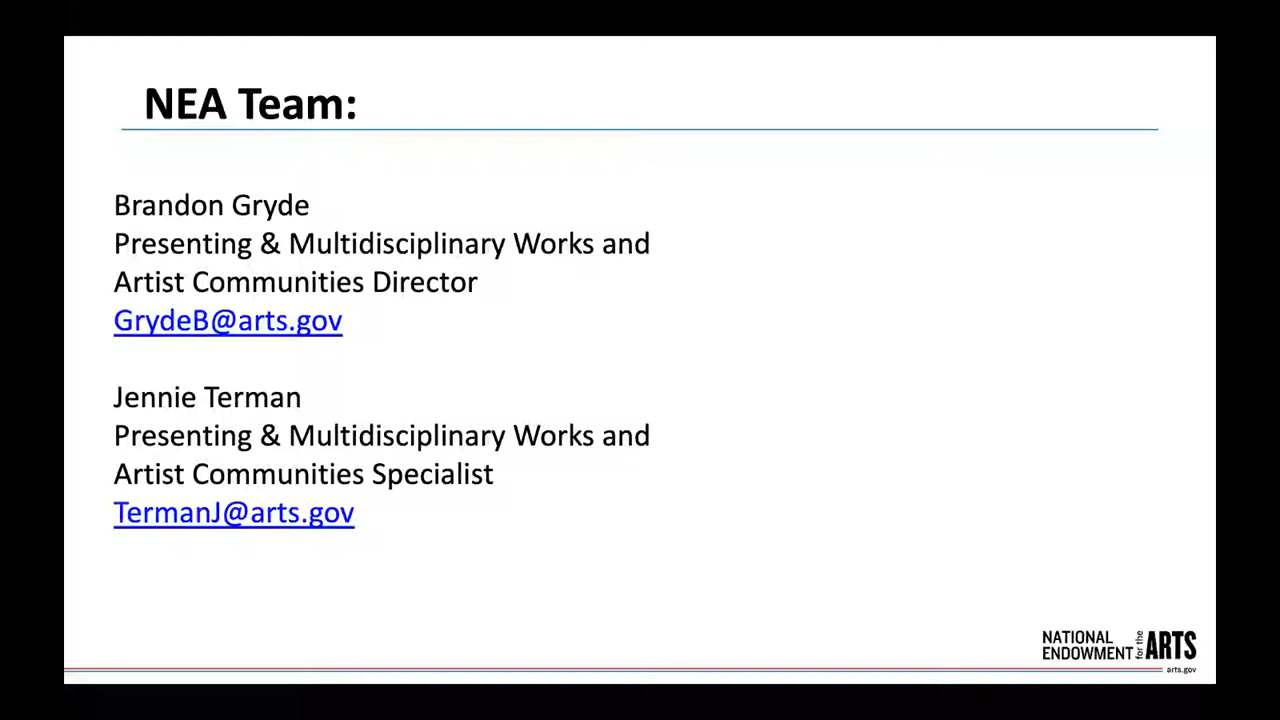 NEA Team:
Brandon Gryde
Presenting & Multidisciplinary Works and
Artist Communities Director
GrydeB@arts.gov
Jennie Terman
Presenting & Multidisciplinary Works and
Artist Communities Specialist
TermanJ@arts.gov
NATIONAL
ENDOWMENT for the ARTS
arts.gov